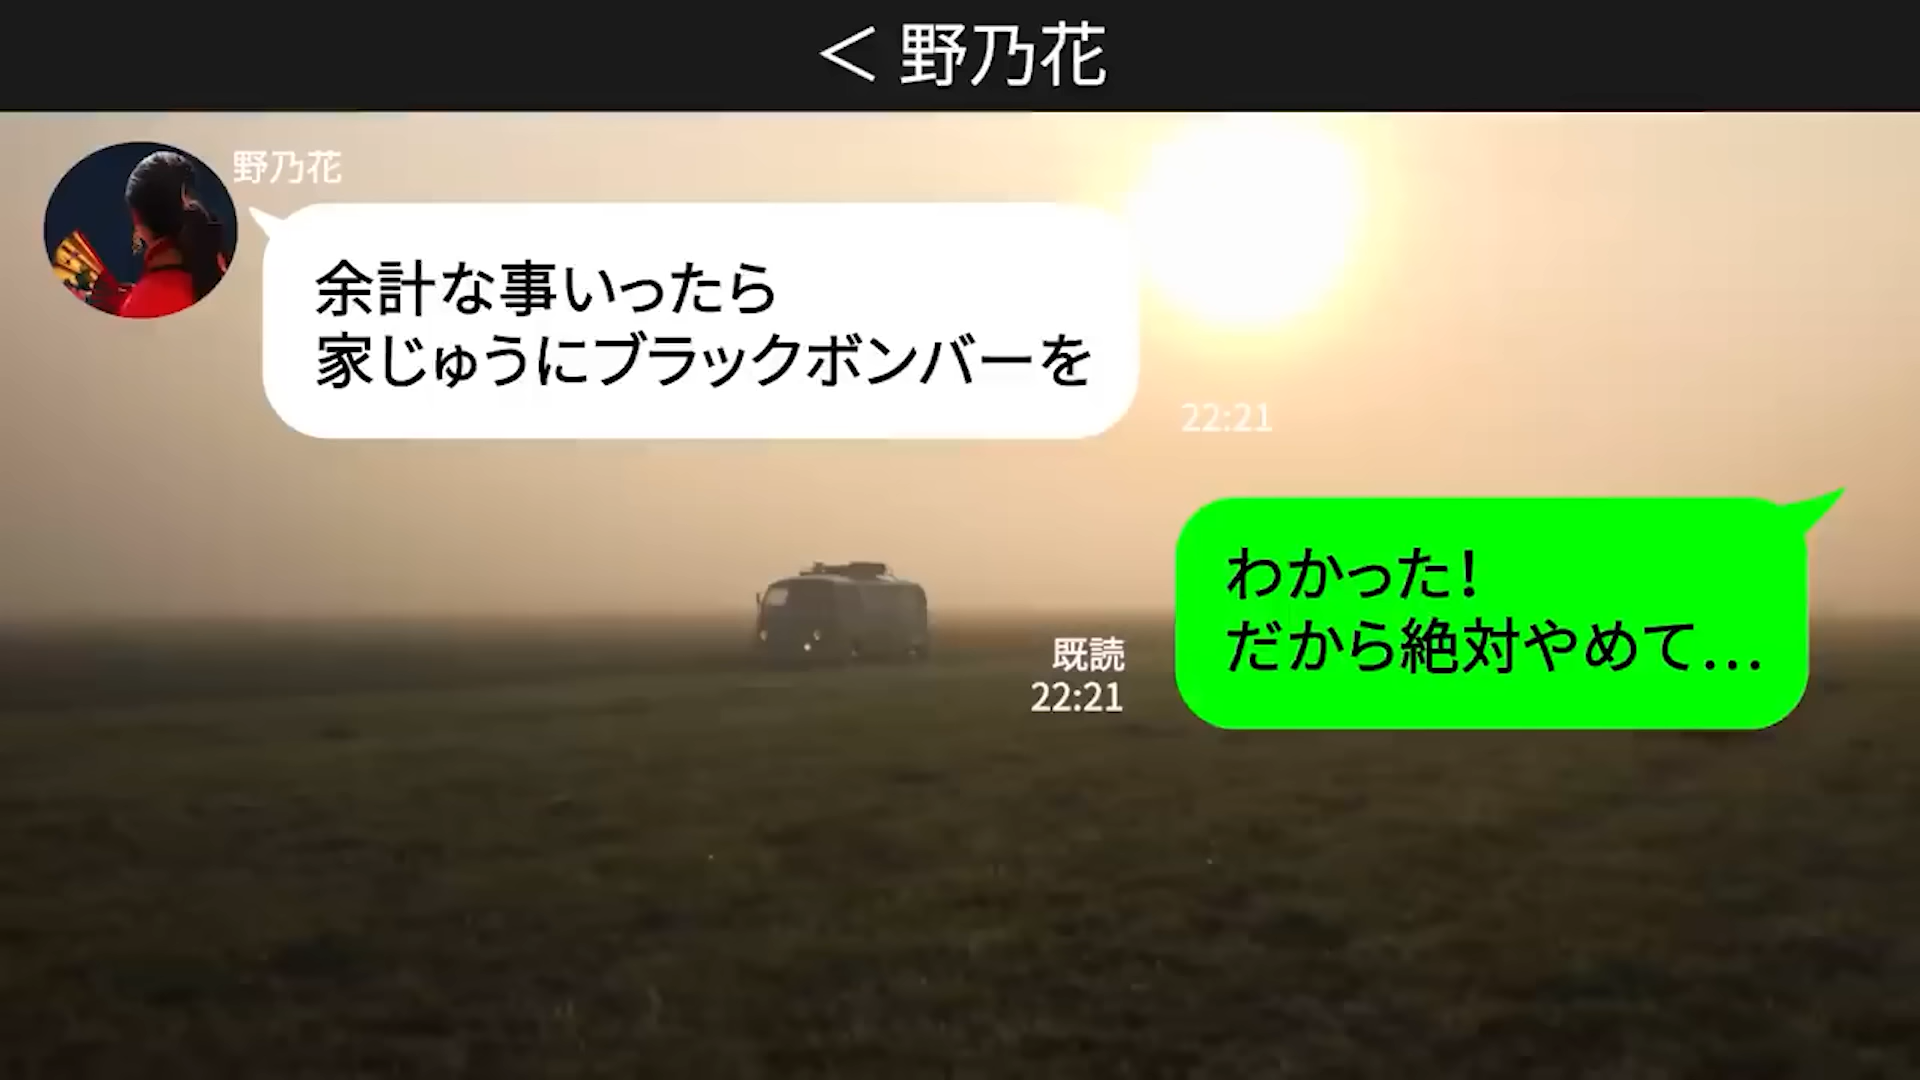 ＜ 野乃花
野乃花
余計な事いったら
家じゅうにブラックボンバーを
22:21
わかった！
だから絶対やめて…
既読
22:21